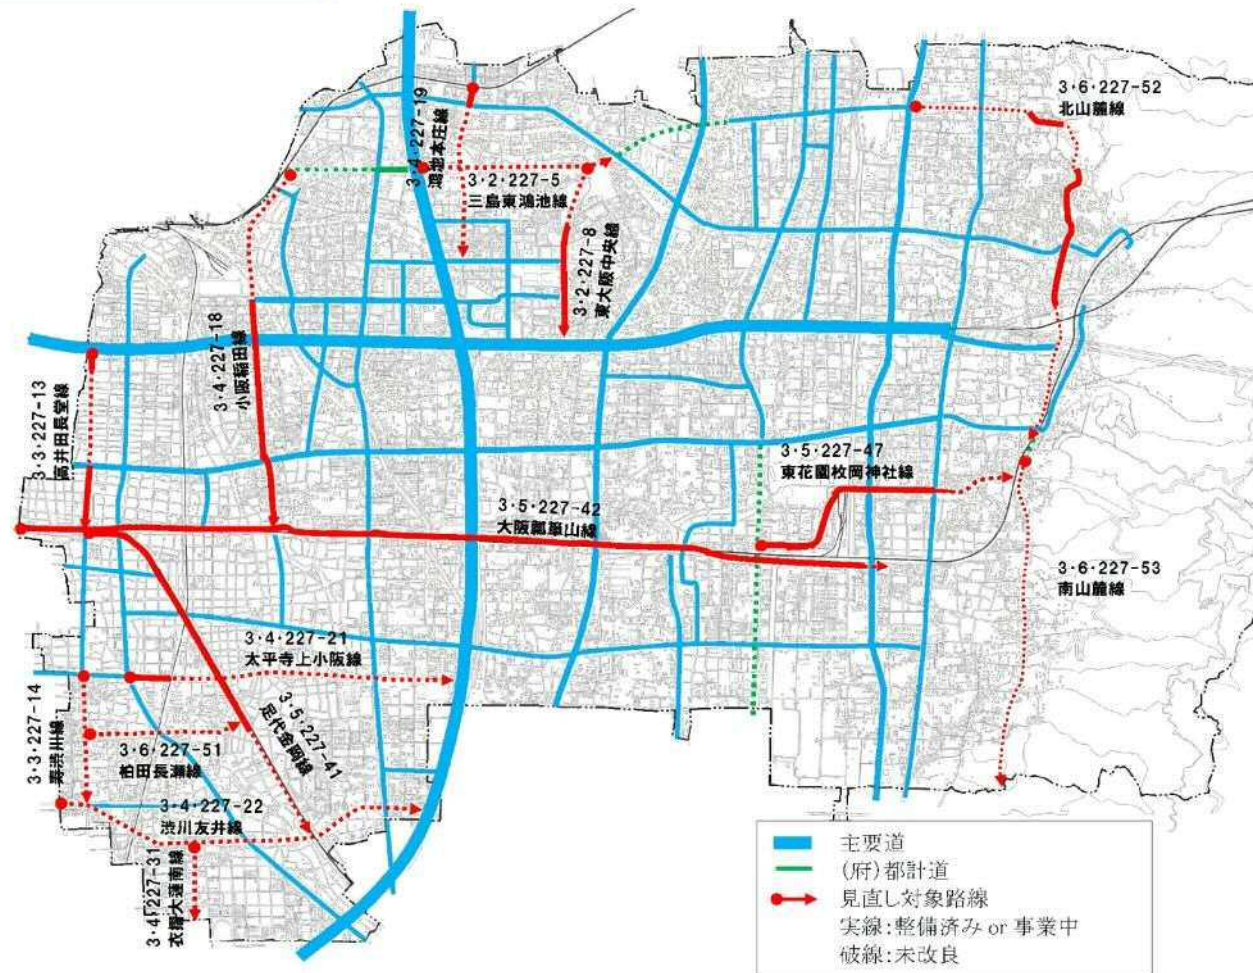 3・6・227-52
北山麓線
3・4・227-19
鴻池本庄線
3・2・227-5
三島東鴻池線
3・2・227-8
東大阪中央線
3・4・227-18
小阪稲田線
3・3・227-13
高井田長堂線
3・5・227-47
東花園枚岡神社線
3・5・227-42
大阪瓢箪山線
3・6・227-53
南山麓線
3・4・227-21
太平寺上小阪線
3・3・227-14
寿渋川線
3・5・227-41
足代金岡線
3・6・227-51
柏田長瀬線
3・4・227-22
渋川友井線
3・4・227-31
衣摺大蓮南線
主要道
(府)都計道
見直し対象路線
実線:整備済み or 事業中
破線:未改良